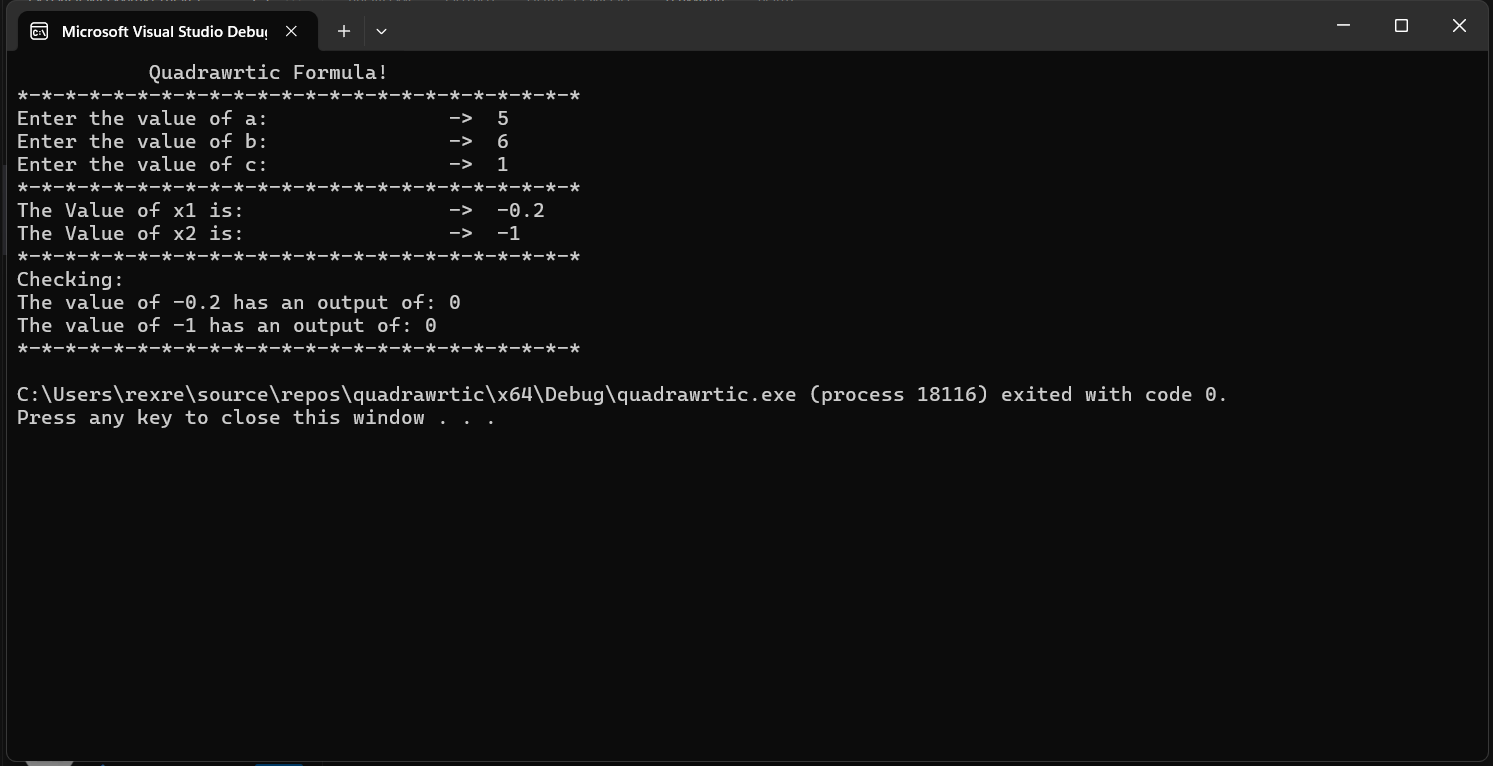 Microsoft Visual Studio Debug
Quadrawrtic Formula!
*-*-*-*-*-*-*-*-*-*-*-*-*-*-*-*-*-*-*-*-*-*-*-*
Enter the value of a: -> 5
Enter the value of b: -> 6
Enter the value of c: -> 1
*-*-*-*-*-*-*-*-*-*-*-*-*-*-*-*-*-*-*-*-*-*-*-*
The Value of x1 is: -> -0.2
The Value of x2 is: -> -1
*-*-*-*-*-*-*-*-*-*-*-*-*-*-*-*-*-*-*-*-*-*-*-*
Checking:
The value of -0.2 has an output of: 0
The value of -1 has an output of: 0
*-*-*-*-*-*-*-*-*-*-*-*-*-*-*-*-*-*-*-*-*-*-*-*
C:\Users\rexre\source\repos\quadrawrtic\x64\Debug\quadrawrtic.exe (process 18116) exited with code 0.
Press any key to close this window . . .